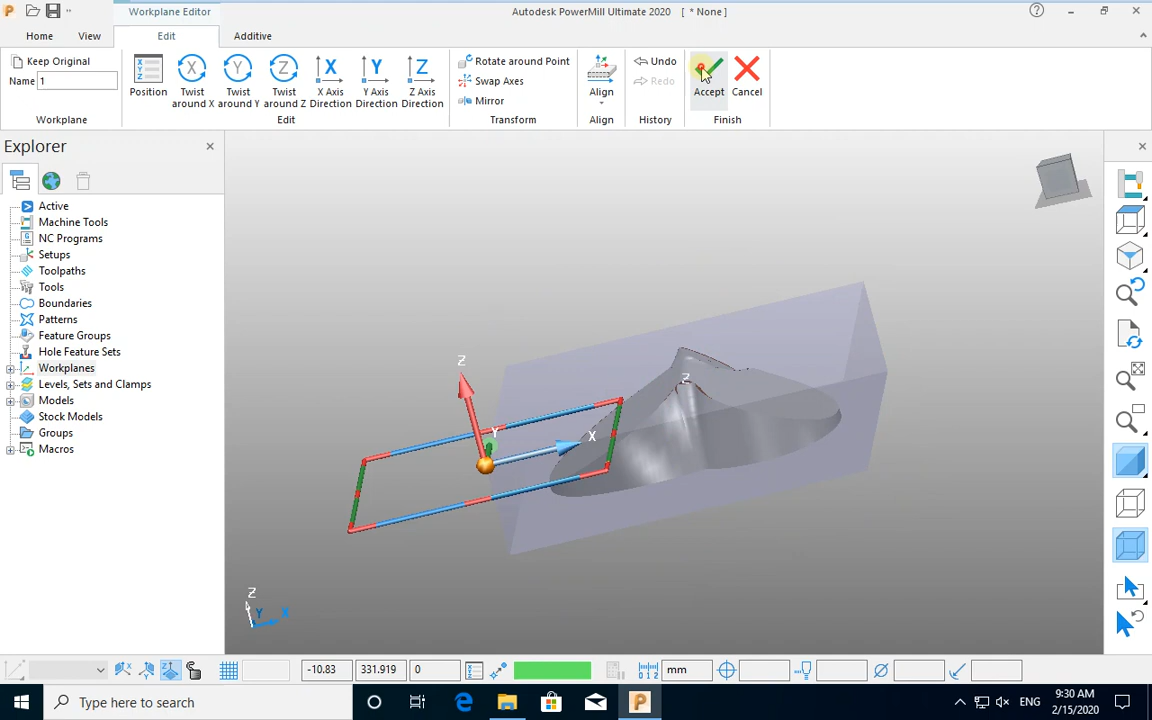 Workplane Editor
Autodesk PowerMill Ultimate 2020 [ * None ]
Home View Edit Additive
Keep Original
Name 1
Workplane
Position
Twist around X
Twist around Y
Twist around Z
X Axis Direction
Y Axis Direction
Z Axis Direction
Edit
Rotate around Point
Swap Axes
Mirror
Transform
Align
Align
Undo
Redo
History
Accept
Cancel
Finish
Explorer
Active
Machine Tools
NC Programs
Setups
Toolpaths
Tools
Boundaries
Patterns
Feature Groups
Hole Feature Sets
Workplanes
Levels, Sets and Clamps
Models
Stock Models
Groups
Macros
Z
Y
X
Z
Z
Y
X
-10.83 331.919 0 mm
Type here to search
ENG
9:30 AM
2/15/2020